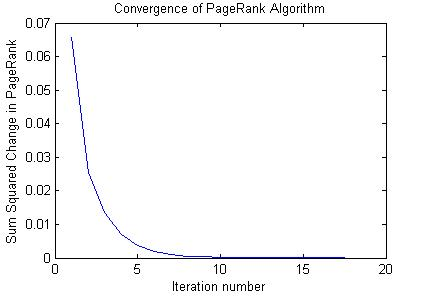 Convergence of PageRank Algorithm
0.07
0.06
0.05
0.04
0.03
0.02
0.01
0
Sum Squared Change in PageRank
0 5 10 15 20
Iteration number